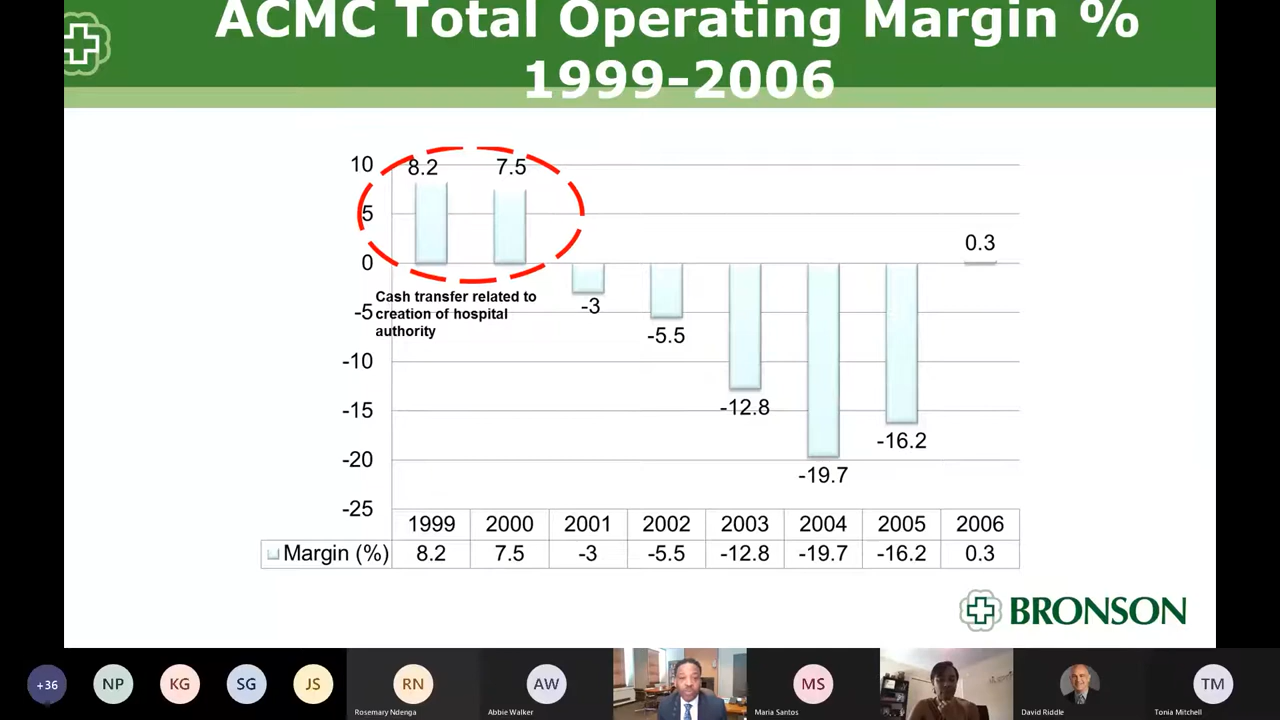 ACMC Total Operating Margin %
1999-2006
10
5
0
-5
-10
-15
-20
-25
8.2
7.5
-3
-5.5
-12.8
-19.7
-16.2
0.3
Cash transfer related to
creation of hospital
authority
1999 2000 2001 2002 2003 2004 2005 2006
Margin (%) 8.2 7.5 -3 -5.5 -12.8 -19.7 -16.2 0.3
BRONSON
+36 NP KG SG JS RN AW MS TM
Rosemary Ndenga Abbie Walker Maria Santos David Riddle Tonia Mitchell